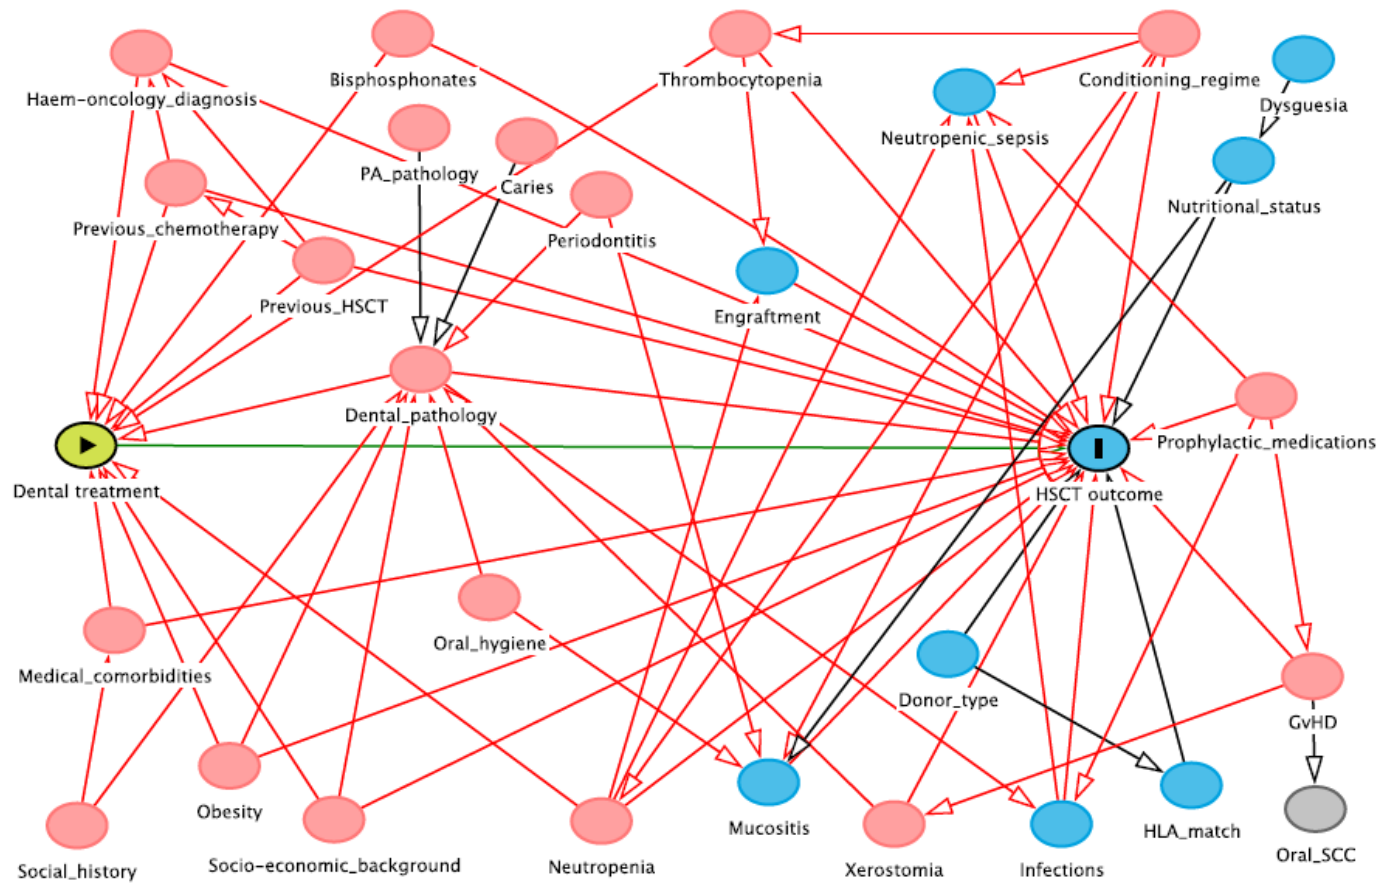 Haem-oncology_diagnosis
Bisphosphonates
Thrombocytopenia
Conditioning_regime
Dysguesia
Neutropenic_sepsis
PA_pathology
Caries
Nutritional_status
Previous_chemotherapy
Periodontitis
Previous_HSCT
Engraftment
Dental_pathology
Prophylactic_medications
Dental treatment
HSCT outcome
Oral_hygiene
Medical_comorbidities
Donor_type
GvHD
Obesity
Mucositis
HLA_match
Oral_SCC
Social_history
Socio-economic_background
Neutropenia
Xerostomia
Infections